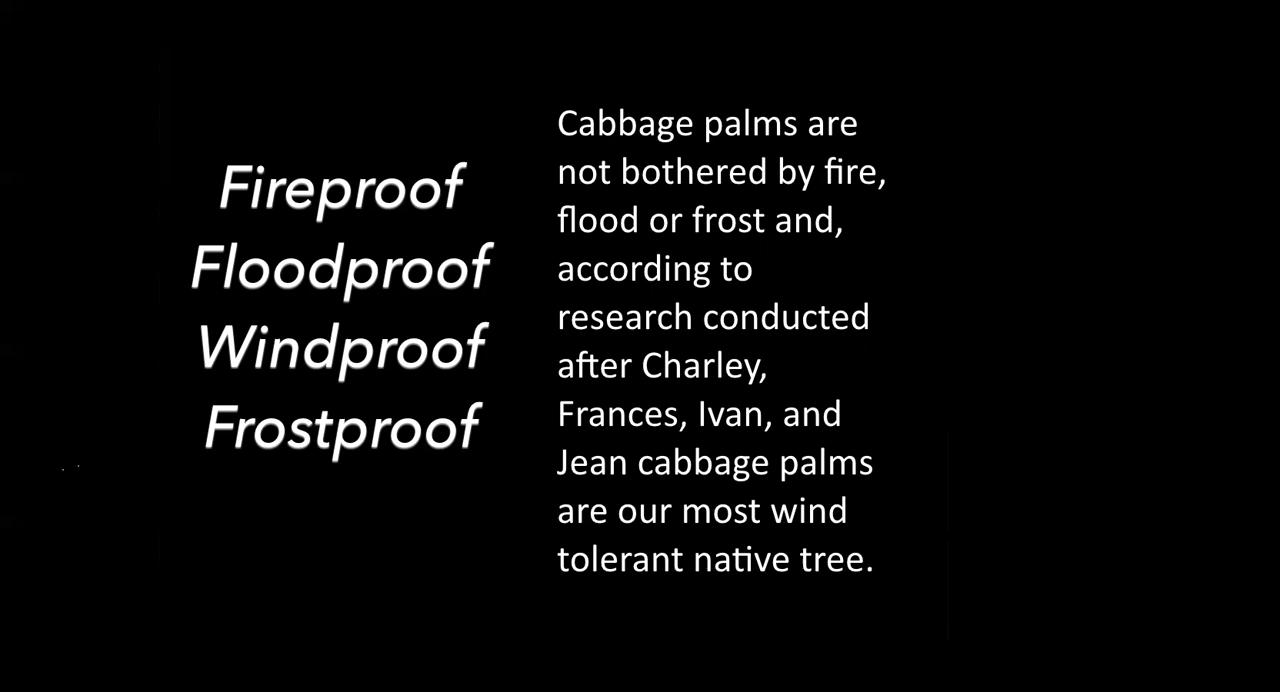 Fireproof
Floodproof
Windproof
Frostproof
Cabbage palms are
not bothered by fire,
flood or frost and,
according to
research conducted
after Charley,
Frances, Ivan, and
Jean cabbage palms
are our most wind
tolerant native tree.